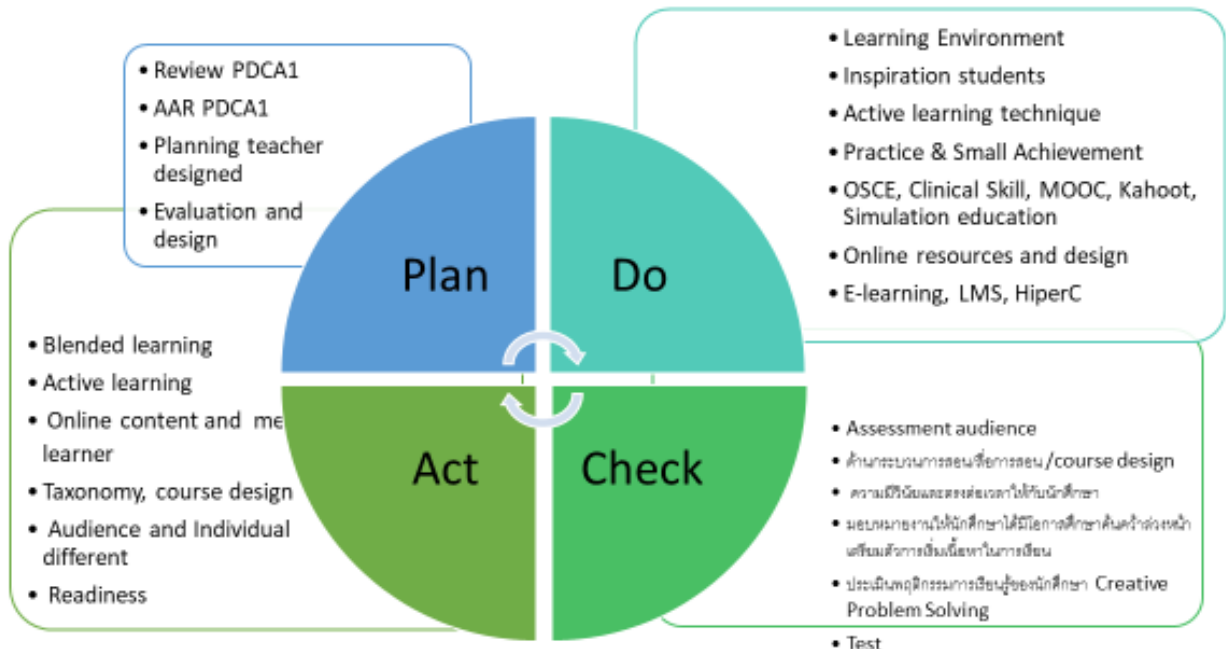 • Review PDCA1
• AAR PDCA1
• Planning teacher
designed
• Evaluation and
design
Plan
• Learning Environment
• Inspiration students
• Active learning technique
• Practice & Small Achievement
• OSCE, Clinical Skill, MOOC, Kahoot,
Simulation education
• Online resources and design
• E-learning, LMS, HiperC
Do
• Blended learning
• Active learning
• Online content and me
learner
• Taxonomy, course design
• Audience and Individual
different
• Readiness
Act
Check
• Assessment audience
• ด้านกระบวนการสอน/สื่อการสอน /course design
• ความมีวินัยและตรงต่อเวลาให้กับนักศึกษา
• มอบหมายงานให้นักศึกษาได้มีโอกาสศึกษาค้นคว้าล่วงหน้า
เตรียมตัวการเริ่มเนื้อหาในการเรียน
• ประเมินพฤติกรรมการเรียนรู้ของนักศึกษา Creative
Problem Solving
• Test